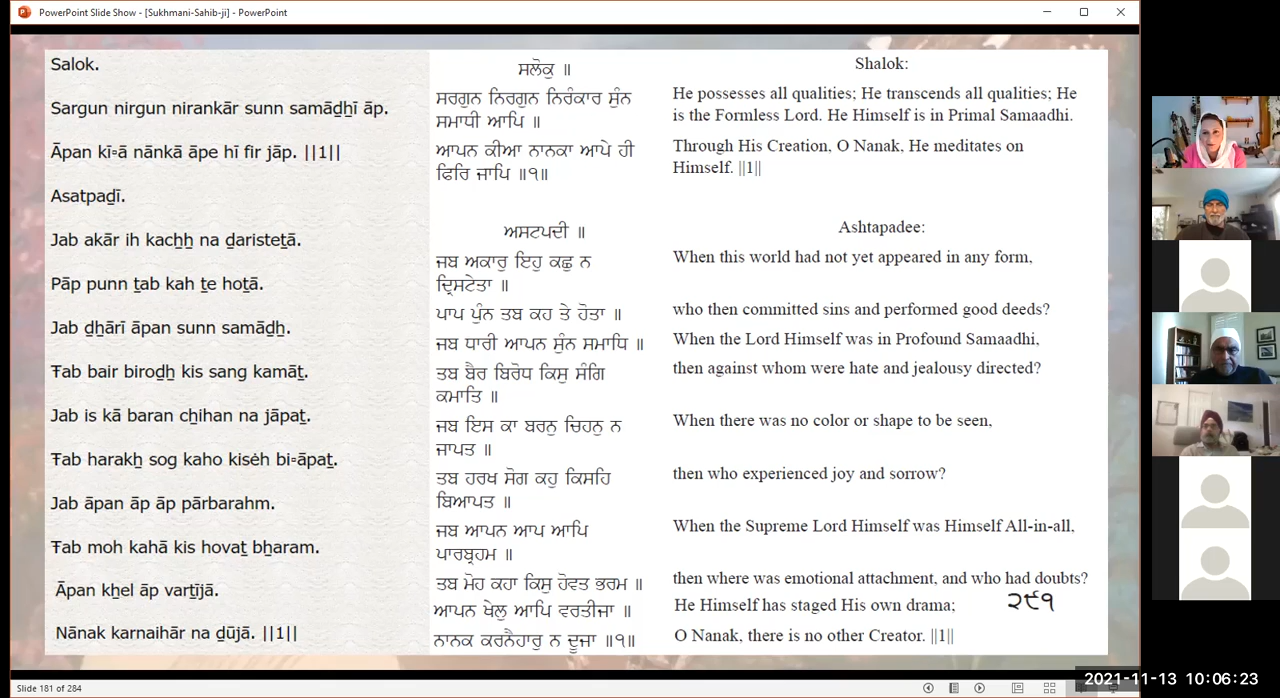 PowerPoint Slide Show - [Sukhmani-Sahib-ji] - PowerPoint
Salok.
Sargun nirgun nirankār sunn samāḏẖī āp.
Āpan kī▫ā nānkā āpe hī fir jāp. ||1||
Asatpaḏī.
Jab akār ih kacẖẖ na ḏaristeṯā.
Pāp punn ṯab kah ṯe hoṯā.
Jab ḏẖārī āpan sunn samāḏẖ.
Ŧab bair biroḏẖ kis sang kamāṯ.
Jab is kā baran cẖihan na jāpaṯ.
Ŧab harakẖ sog kaho kisėh bi▫āpaṯ.
Jab āpan āp āp pārbarahm.
Ŧab moh kahā kis hovaṯ bẖaram.
Āpan kẖel āp varṯījā.
Nānak karnaihār na ḏūjā. ||1||
ਸਲੋਕੁ ॥
ਸਰਗੁਨ ਨਿਰਗੁਨ ਨਿਰੰਕਾਰ ਸੁੰਨ
ਸਮਾਧੀ ਆਪਿ ॥
ਆਪਨ ਕੀਆ ਨਾਨਕਾ ਆਪੇ ਹੀ
ਫਿਰਿ ਜਾਪਿ ॥੧॥
ਅਸਟਪਦੀ ॥
ਜਬ ਅਕਾਰੁ ਇਹੁ ਕਛੁ ਨ
ਦ੍ਰਿਸਟੇਤਾ ॥
ਪਾਪ ਪੁੰਨ ਤਬ ਕਹ ਤੇ ਹੋਤਾ ॥
ਜਬ ਧਾਰੀ ਆਪਨ ਸੁੰਨ ਸਮਾਧਿ ॥
ਤਬ ਬੈਰ ਬਿਰੋਧ ਕਿਸੁ ਸੰਗਿ
ਕਮਾਤਿ ॥
ਜਬ ਇਸ ਕਾ ਬਰਨੁ ਚਿਹਨੁ ਨ
ਜਾਪਤ ॥
ਤਬ ਹਰਖ ਸੋਗ ਕਹੁ ਕਿਸਹਿ
ਬਿਆਪਤ ॥
ਜਬ ਆਪਨ ਆਪ ਆਪਿ
ਪਾਰਬ੍ਰਹਮ ॥
ਤਬ ਮੋਹ ਕਹਾ ਕਿਸੁ ਹੋਵਤ ਭਰਮ ॥
ਆਪਨ ਖੇਲੁ ਆਪਿ ਵਰਤੀਜਾ ॥
ਨਾਨਕ ਕਰਨੈਹਾਰੁ ਨ ਦੂਜਾ ॥੧॥
Shalok:
He possesses all qualities; He transcends all qualities; He
is the Formless Lord. He Himself is in Primal Samaadhi.
Through His Creation, O Nanak, He meditates on
Himself. ||1||
Ashtapadee:
When this world had not yet appeared in any form,
who then committed sins and performed good deeds?
When the Lord Himself was in Profound Samaadhi,
then against whom were hate and jealousy directed?
When there was no color or shape to be seen,
then who experienced joy and sorrow?
When the Supreme Lord Himself was Himself All-in-all,
then where was emotional attachment, and who had doubts?
He Himself has staged His own drama;
੨੯੧
O Nanak, there is no other Creator. ||1||
Slide 181 of 284
2021-11-13 10:06:23